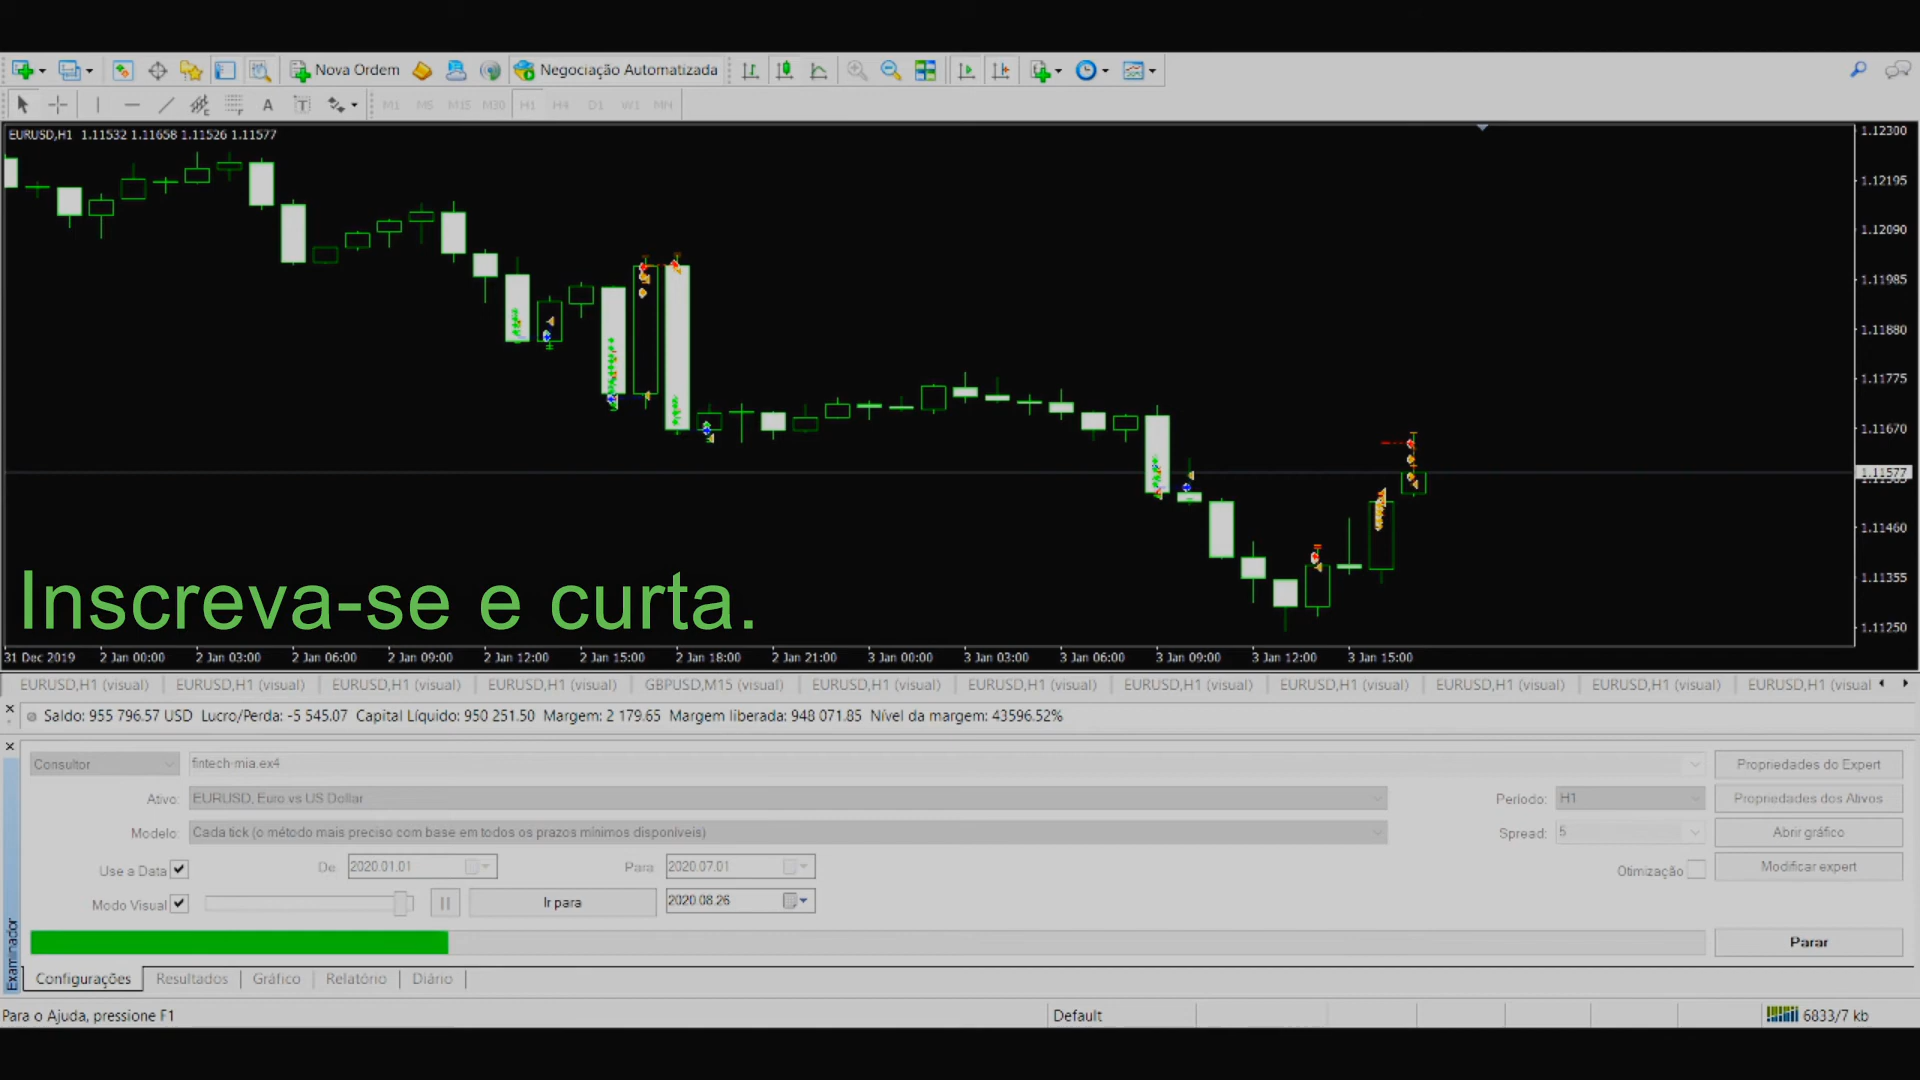 Nova Ordem
Negociação Automatizada
A T
M1 M5 M15 M30 H1 H4 D1 W1 MN
EURUSD,H1 1.11532 1.11658 1.11526 1.11577
1.12300
1.12195
1.12090
1.11985
1.11880
1.11775
1.11670
1.11577
1.11460
1.11355
1.11250
Inscreva-se e curta.
31 Dec 2019 2 Jan 00:00 2 Jan 03:00 2 Jan 06:00 2 Jan 09:00 2 Jan 12:00 2 Jan 15:00 2 Jan 18:00 2 Jan 21:00 3 Jan 00:00 3 Jan 03:00 3 Jan 06:00 3 Jan 09:00 3 Jan 12:00 3 Jan 15:00
EURUSD,H1 (visual) EURUSD,H1 (visual) EURUSD,H1 (visual) EURUSD,H1 (visual) GBPUSD,M15 (visual) EURUSD,H1 (visual) EURUSD,H1 (visual) EURUSD,H1 (visual) EURUSD,H1 (visual) EURUSD,H1 (visual) EURUSD,H1 (visual) EURUSD,H1 (visual
Saldo: 955 796.57 USD Lucro/Perda: -5 545.07 Capital Líquido: 950 251.50 Margem: 2 179.65 Margem liberada: 948 071.85 Nível da margem: 43596.52%
Consultor fintech-mia.ex4 Propriedades do Expert
Ativo: EURUSD, Euro vs US Dollar Período: H1 Propriedades dos Ativos
Modelo: Cada tick (o método mais preciso com base em todos os prazos mínimos disponíveis) Spread: 5 Abrir gráfico
Use a Data De: 2020.01.01 Para 2020.07.01 Otimização Modificar expert
Modo Visual Ir para 2020.08.26
Parar
Examinador
Configurações Resultados Gráfico Relatório Diário
Para o Ajuda, pressione F1 Default 6833/7 kb